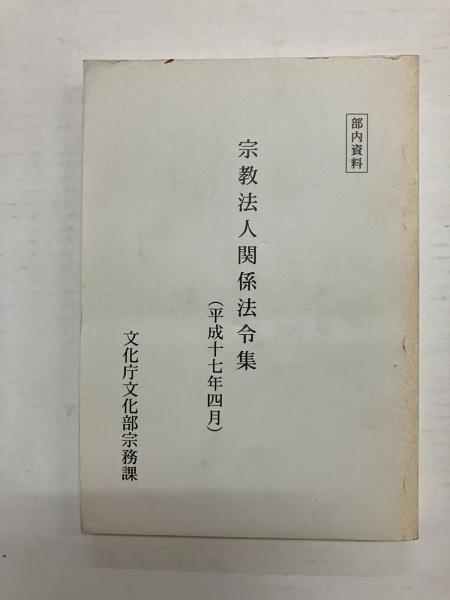 部内資料
宗教法人関係法令集
(平成十七年四月)
文化庁文化部宗務課